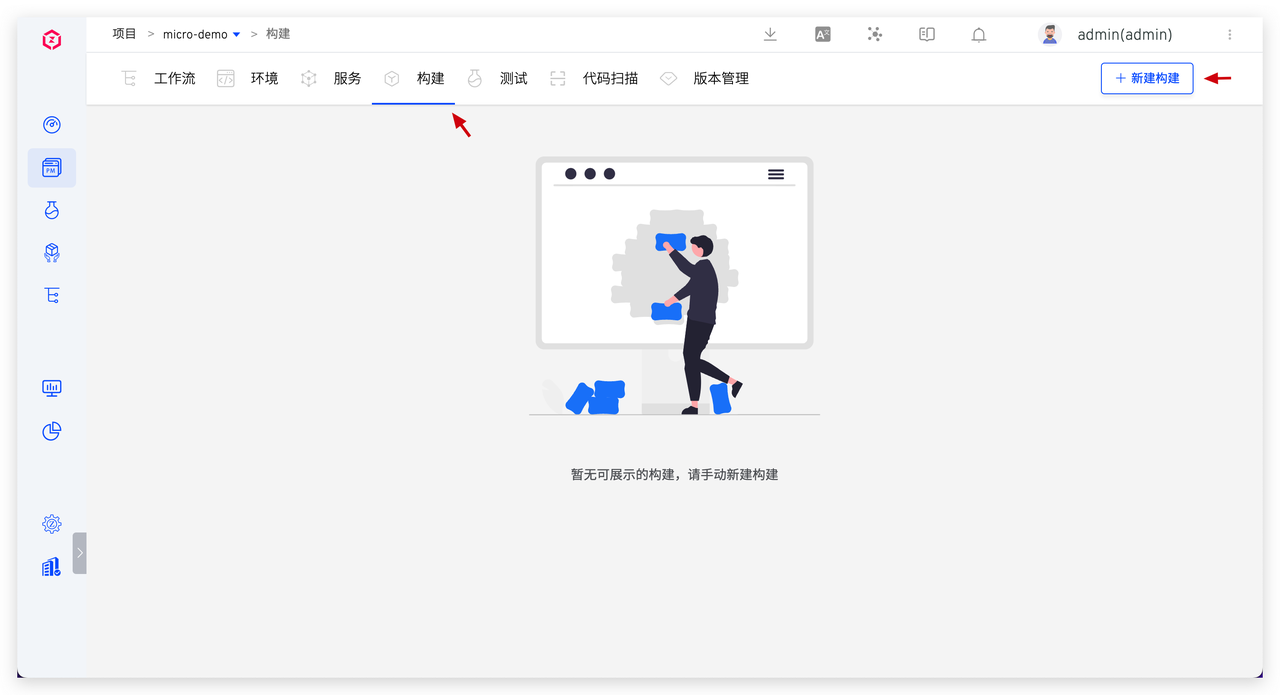 项目 > micro-demo > 构建
admin(admin)
工作流 环境 服务 构建 测试 代码扫描 版本管理
+ 新建构建
PM
暂无可展示的构建，请手动新建构建